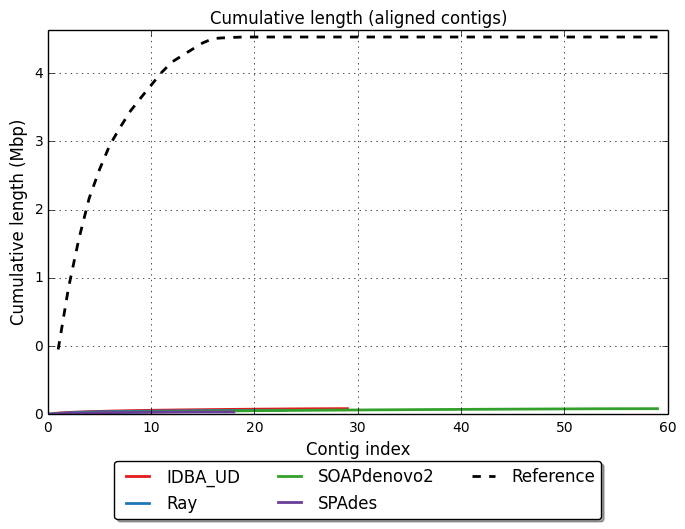 Cumulative length (aligned contigs)
Cumulative length (Mbp)
4
3
2
1
0
0
0 10 20 30 40 50 60
Contig index
IDBA_UD SOAPdenovo2 Reference
Ray SPAdes